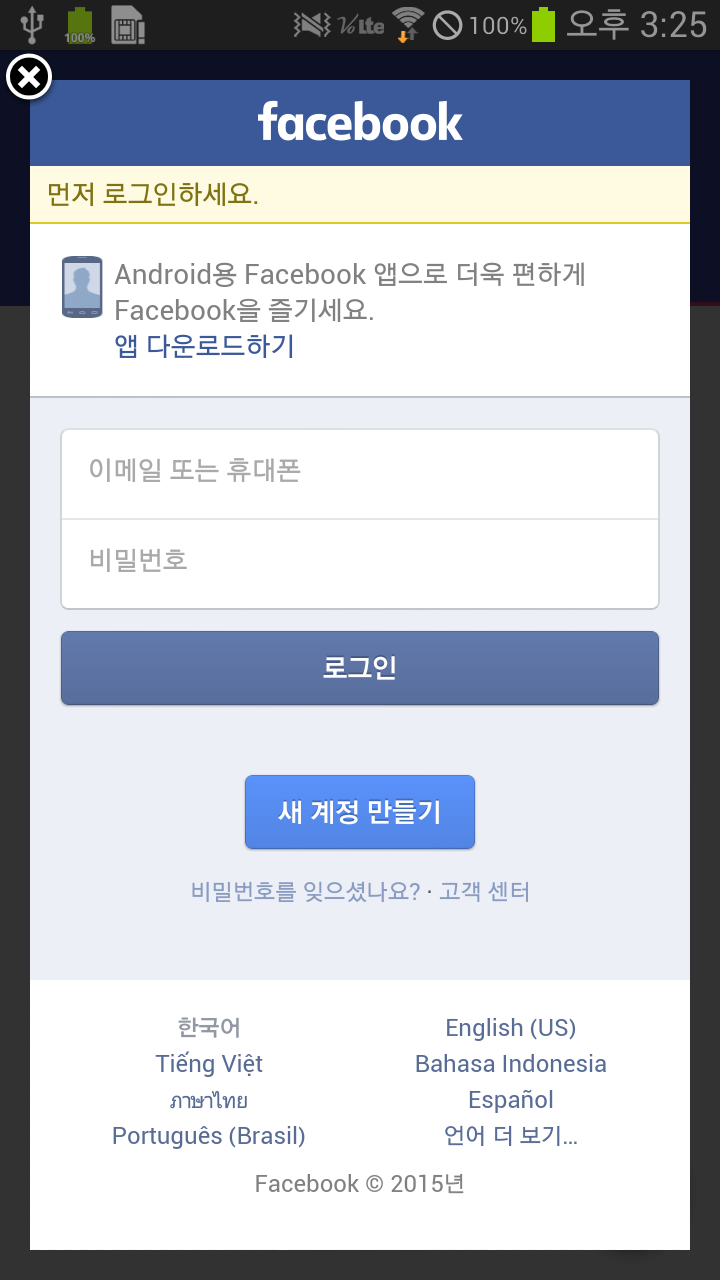 100%
VoLTE
100%
오후 3:25
facebook
먼저 로그인하세요.
Android용 Facebook 앱으로 더욱 편하게
Facebook을 즐기세요.
앱 다운로드하기
이메일 또는 휴대폰
비밀번호
로그인
새 계정 만들기
비밀번호를 잊으셨나요? · 고객 센터
한국어
English (US)
Tiếng Việt
Bahasa Indonesia
ภาษาไทย
Español
Português (Brasil)
언어 더 보기...
Facebook © 2015년